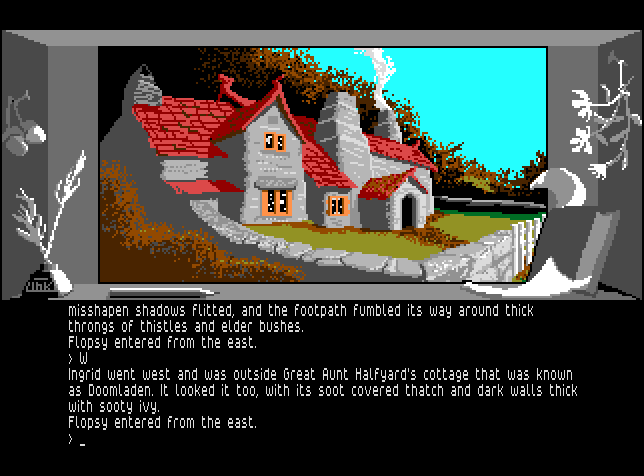 Ink
misshapen shadows flitted, and the footpath fumbled its way around thick
throngs of thistles and elder bushes.
Flopsy entered from the east.
> W
Ingrid went west and was outside Great Aunt Halfyard's cottage that was known
as Doomladen. It looked it too, with its soot covered thatch and dark walls thick
with sooty ivy.
Flopsy entered from the east.
> _